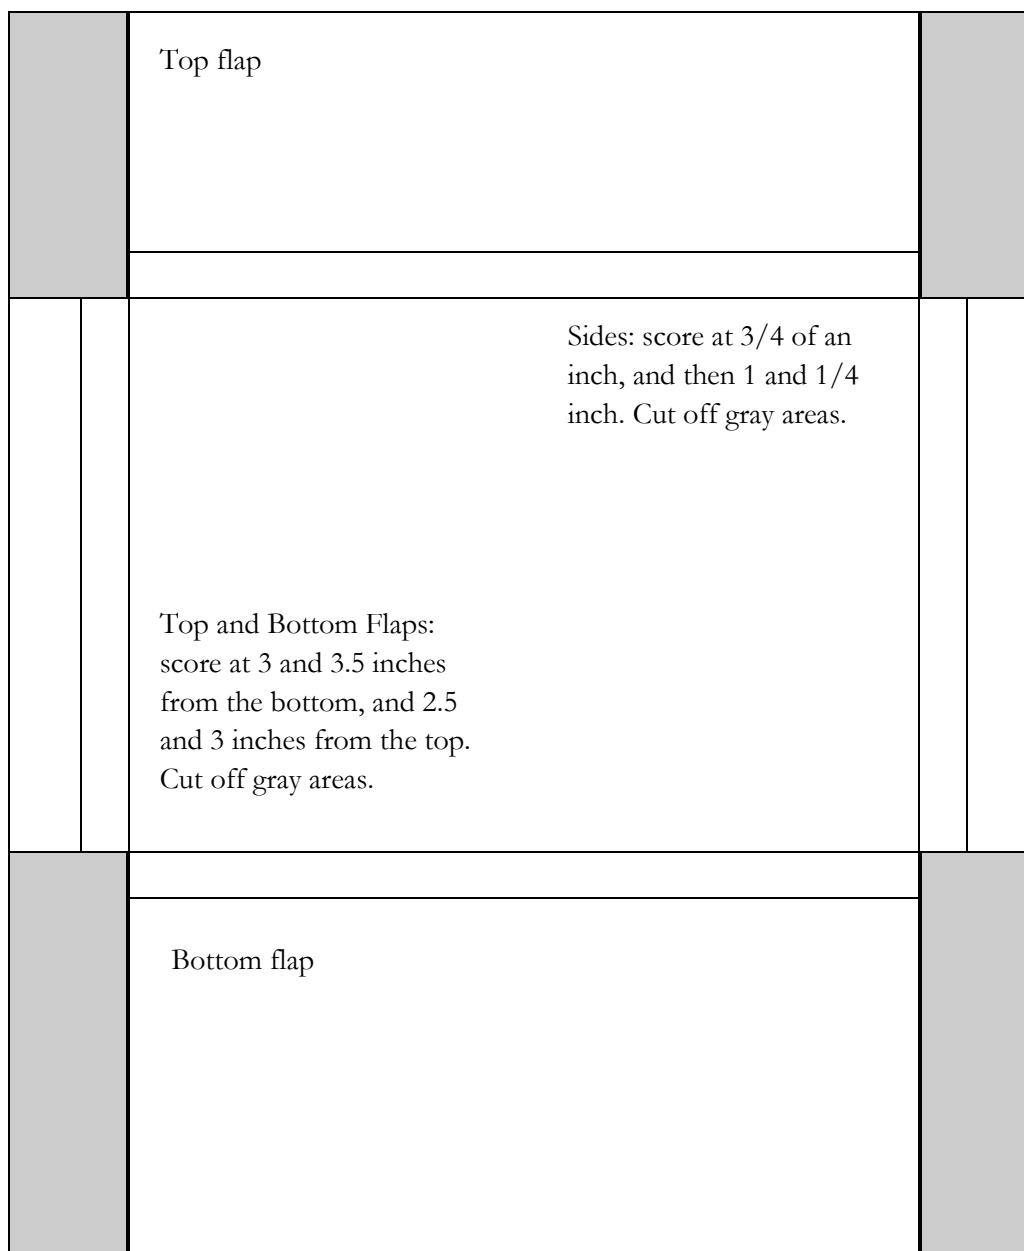 Top flap
Sides: score at 3/4 of an
inch, and then 1 and 1/4
inch. Cut off gray areas.
Top and Bottom Flaps:
score at 3 and 3.5 inches
from the bottom, and 2.5
and 3 inches from the top.
Cut off gray areas.
Bottom flap